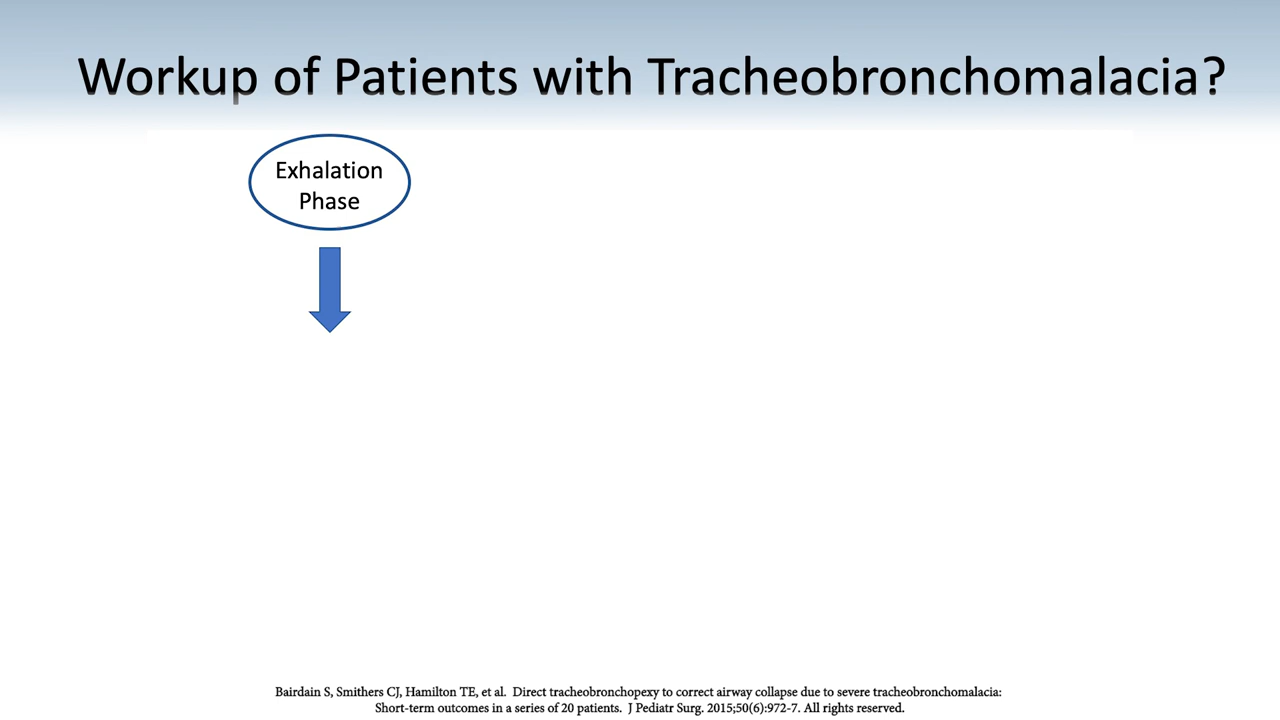 Workup of Patients with Tracheobronchomalacia?
Exhalation
Phase
Bairdain S, Smithers CJ, Hamilton TE, et al. Direct tracheobronchopexy to correct airway collapse due to severe tracheobronchomalacia:
Short-term outcomes in a series of 20 patients. J Pediatr Surg. 2015;50(6):972-7. All rights reserved.